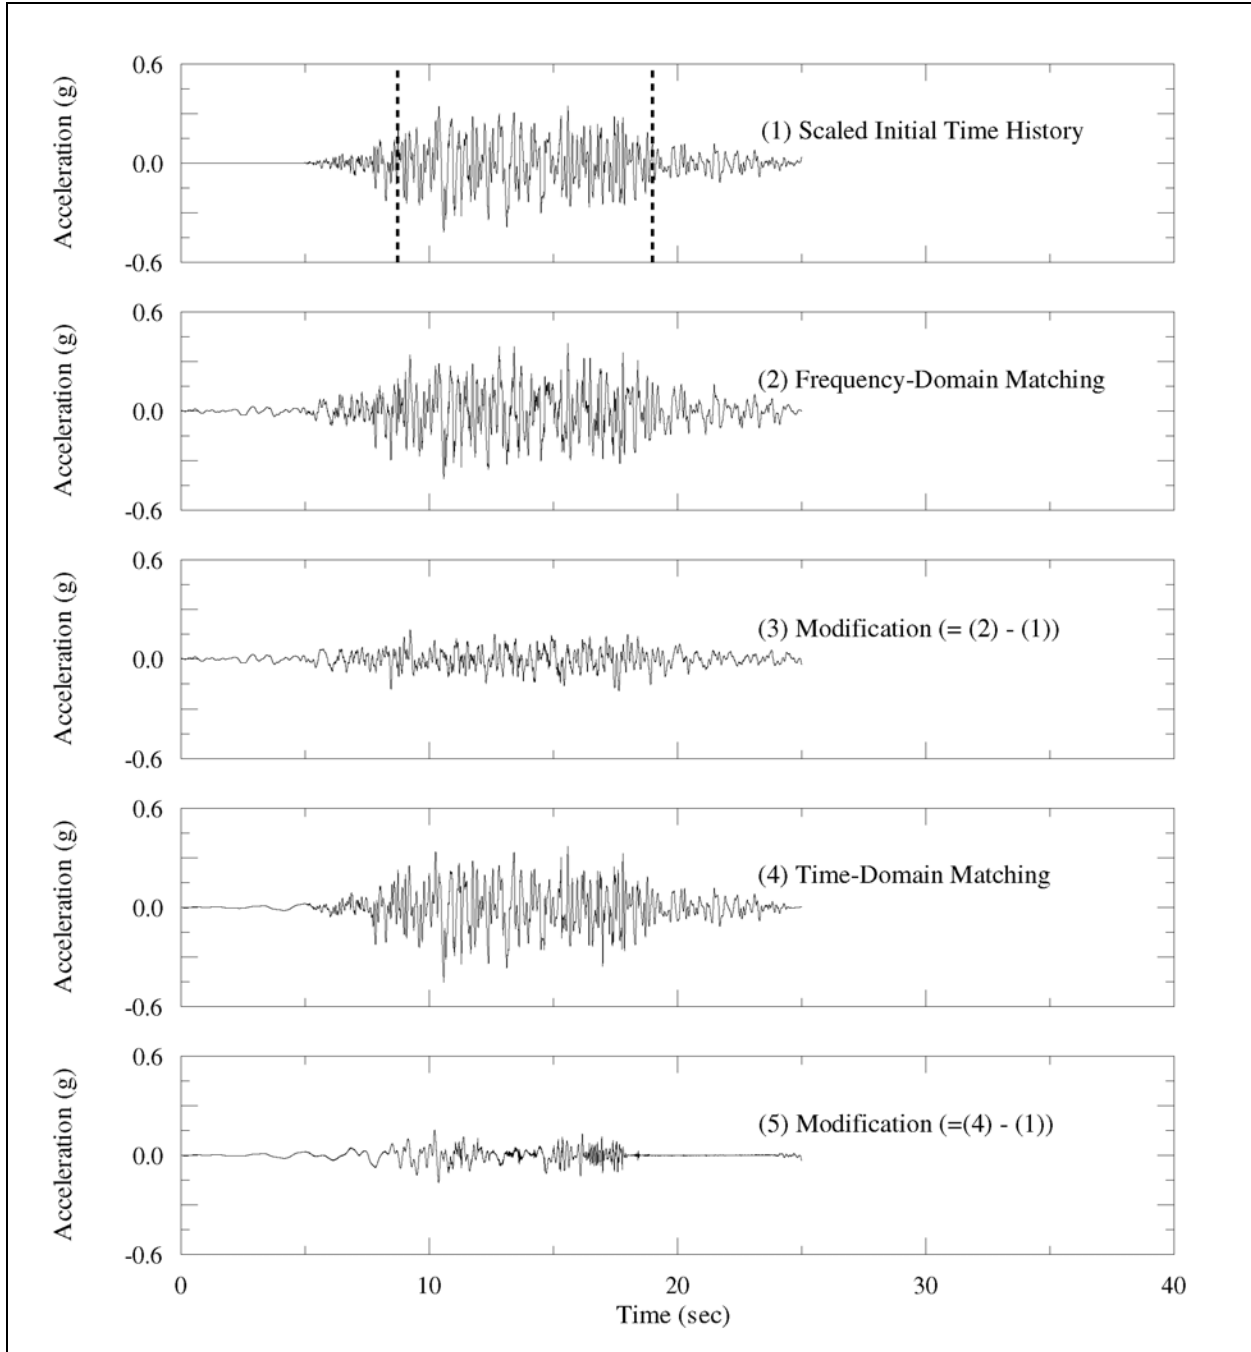 0.6
Acceleration (g)
(1) Scaled Initial Time History
0.0
-0.6
0.6
Acceleration (g)
(2) Frequency-Domain Matching
0.0
-0.6
0.6
Acceleration (g)
(3) Modification (= (2) - (1))
0.0
-0.6
0.6
Acceleration (g)
(4) Time-Domain Matching
0.0
-0.6
0.6
Acceleration (g)
(5) Modification (=(4) - (1))
0.0
-0.6
0 10 20 30 40
Time (sec)